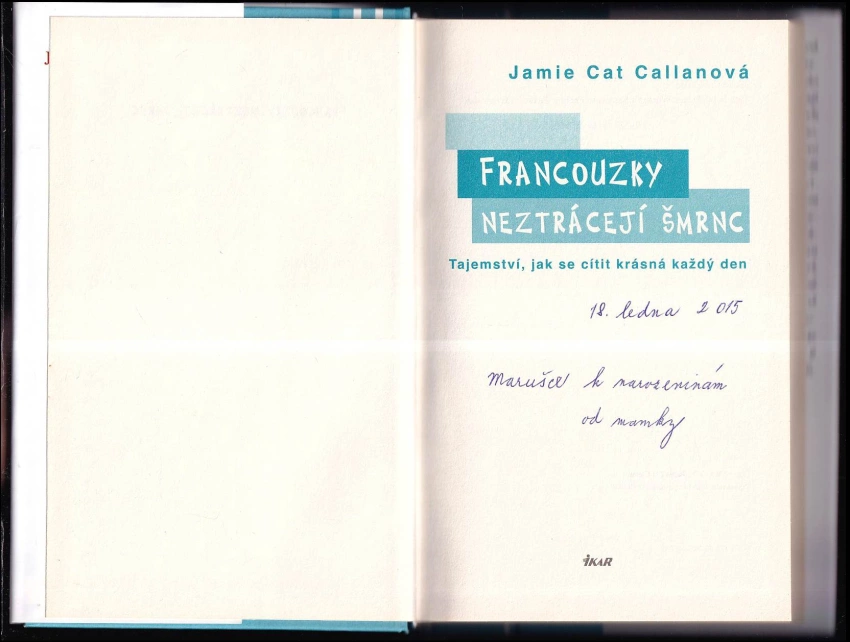 J
Jamie Cat Callanová
FRANCOUZKY
NEZTRÁCEJÍ ŠMRNC
Tajemství, jak se cítit krásná každý den
18. ledna 2015
Marušce k narozeninám
od mamky
IKAR